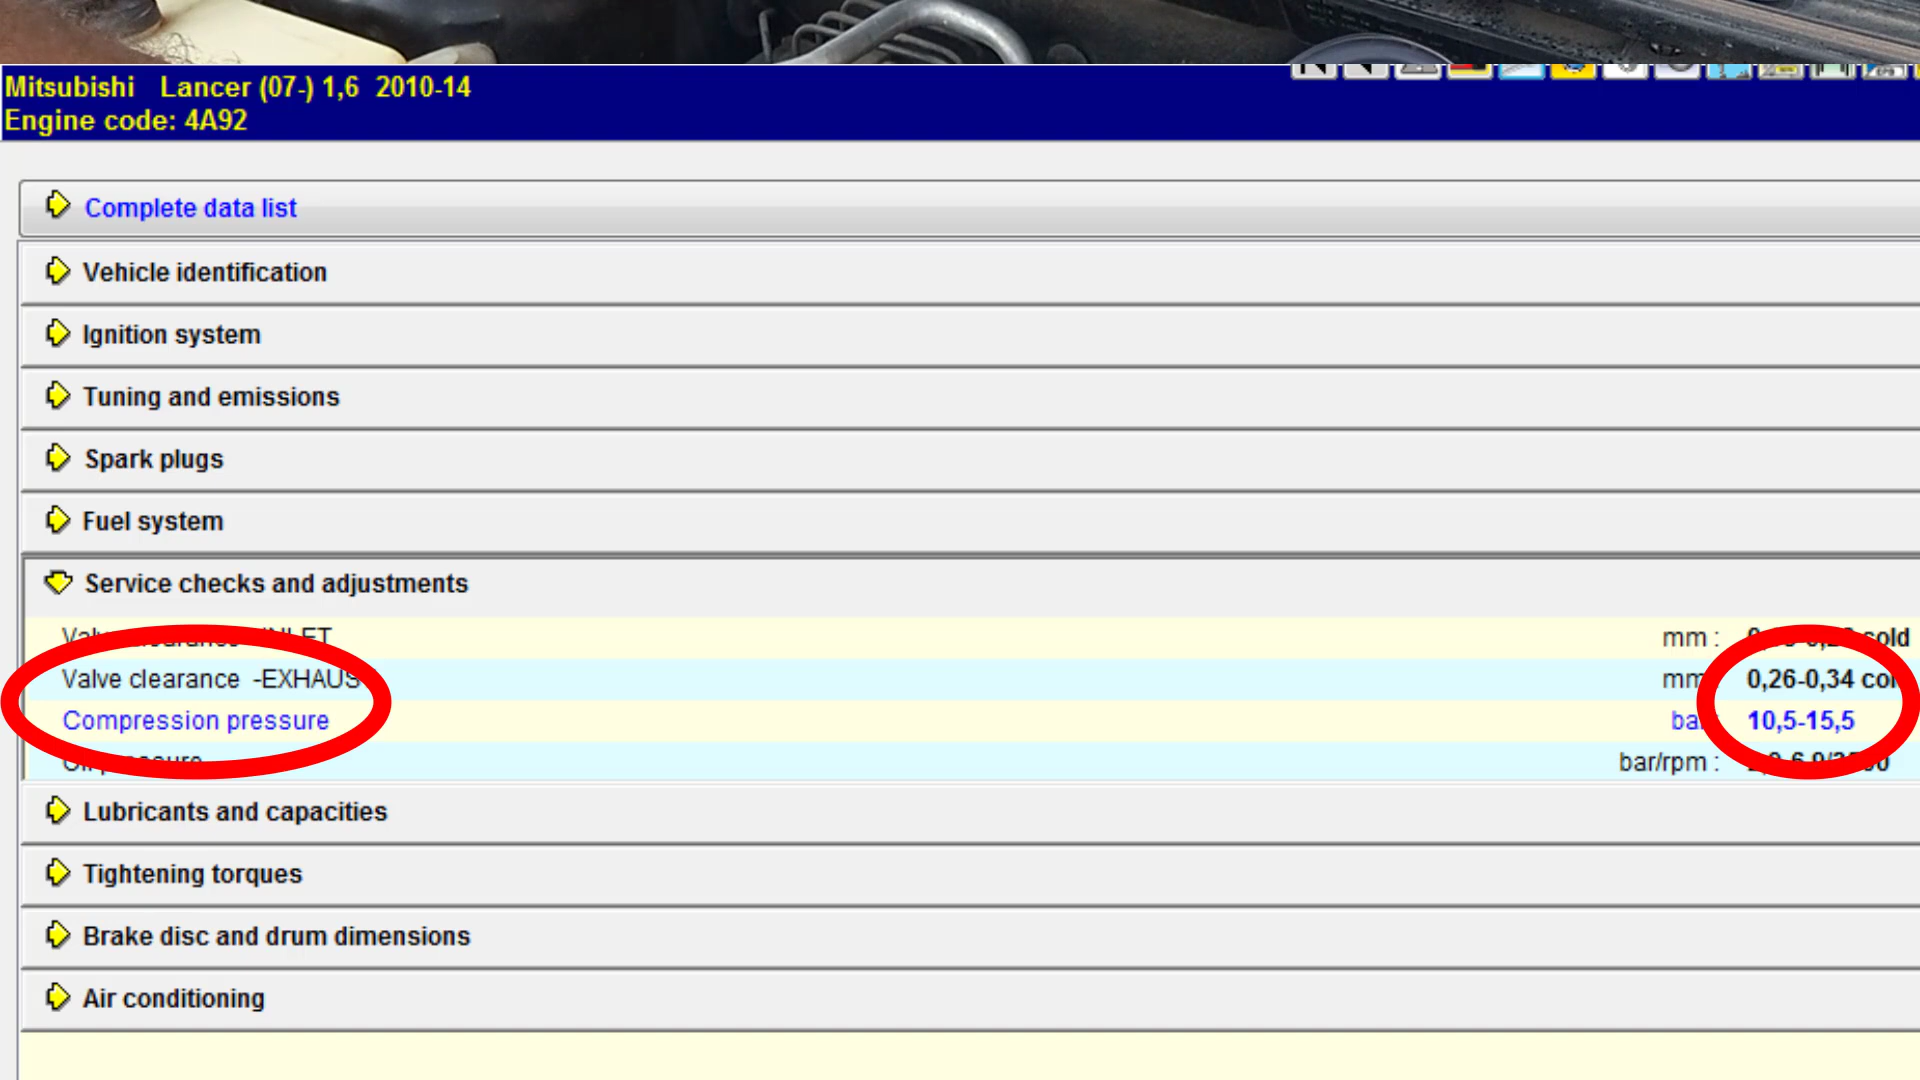 Mitsubishi Lancer (07-) 1,6 2010-14
Engine code: 4A92
Complete data list
Vehicle identification
Ignition system
Tuning and emissions
Spark plugs
Fuel system
Service checks and adjustments
mm : cold
Valve clearance -EXHAUS mm 0,26-0,34 col
Compression pressure ba 10,5-15,5
bar/rpm :
Lubricants and capacities
Tightening torques
Brake disc and drum dimensions
Air conditioning